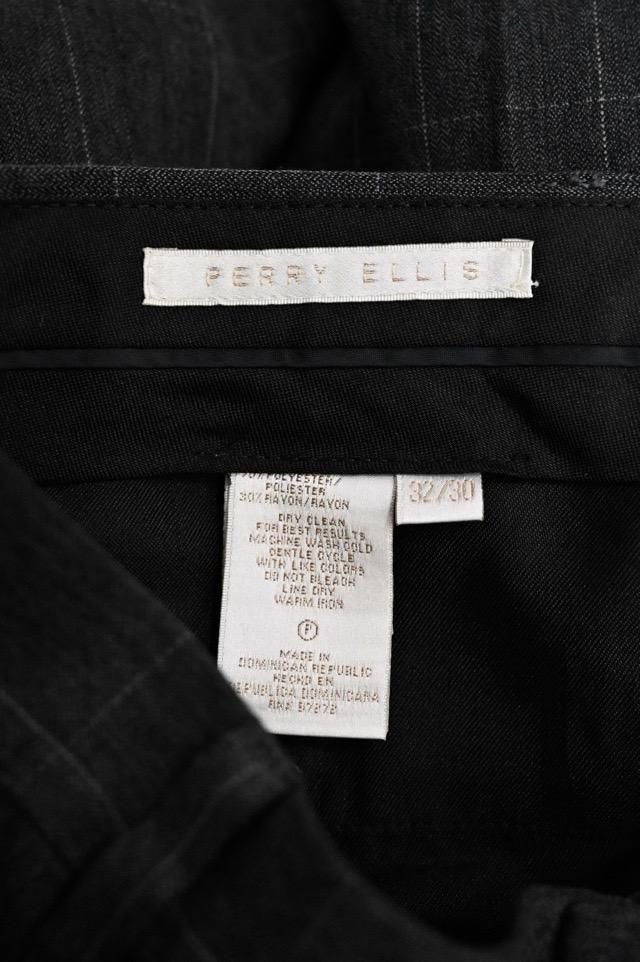 PERRY ELLIS
POLYESTER/
POLIESTER
30% RAYON/RAYON
32/30
DRY CLEAN
FOR BEST RESULTS
MACHINE WASH COLD
GENTLE CYCLE
WITH LIKE COLORS
DO NOT BLEACH
LINE DRY
WARM IRON
P
MADE IN
DOMINICAN REPUBLIC
HECHO EN
REPUBLICA DOMINICANA